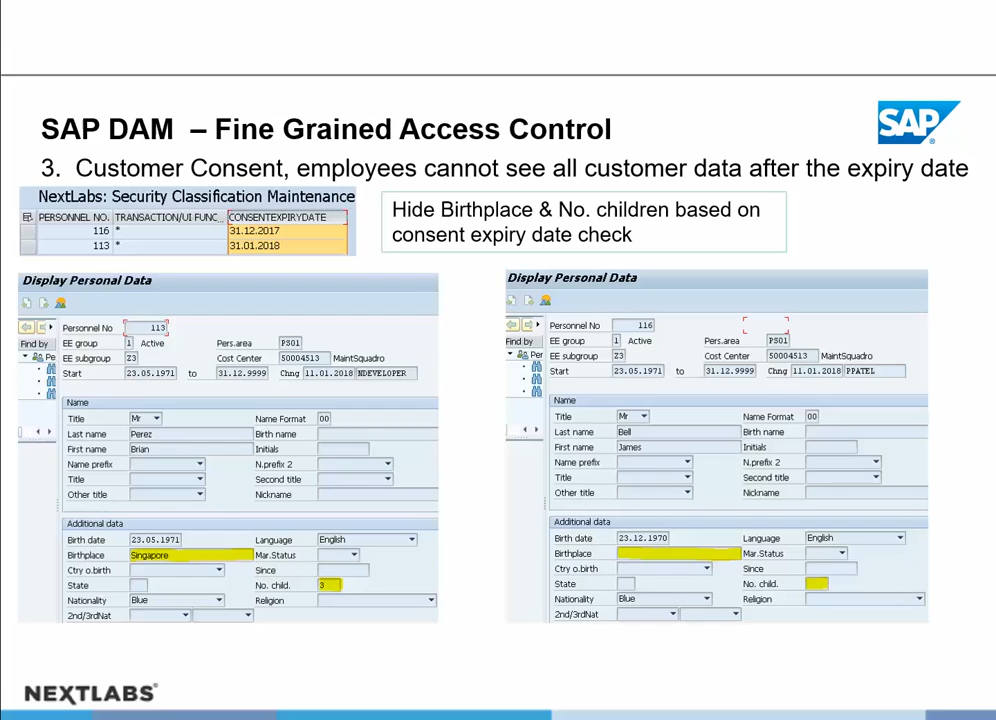 SAP DAM – Fine Grained Access Control
SAP
3. Customer Consent, employees cannot see all customer data after the expiry date
NextLabs: Security Classification Maintenance
PERSONNEL NO. TRANSACTION/UI FUNC... CONSENTEXPIRYDATE
116 * 31.12.2017
113 * 31.01.2018
Hide Birthplace & No. children based on
consent expiry date check
Display Personal Data
Personnel No 113
Find by
Pe
EE group 1 Active Pers.area PS01
EE subgroup Z3 Cost Center 50004513 MaintSquadro
Start 23.05.1971 to 31.12.9999 Chng 11.01.2018 NDEVELOPER
Name
Title Mr Name Format 00
Last name Perez Birth name
First name Brian Initials
Name prefix N.prefix 2
Title Second title
Other title Nickname
Additional data
Birth date 23.05.1971 Language English
Birthplace Singapore Mar.Status
Ctry o.birth Since
State No. child. 3
Nationality Blue Religion
2nd/3rdNat
Display Personal Data
Personnel No 116
Find by
Per
EE group 1 Active Pers.area PS01
EE subgroup Z3 Cost Center 50004513 MaintSquadro
Start 23.05.1971 to 31.12.9999 Chng 11.01.2018 PPATEL
Name
Title Mr Name Format 00
Last name Bell Birth name
First name James Initials
Name prefix N.prefix 2
Title Second title
Other title Nickname
Additional data
Birth date 23.12.1970 Language English
Birthplace Mar.Status
Ctry o.birth Since
State No. child.
Nationality Blue Religion
2nd/3rdNat
NEXTLABS®